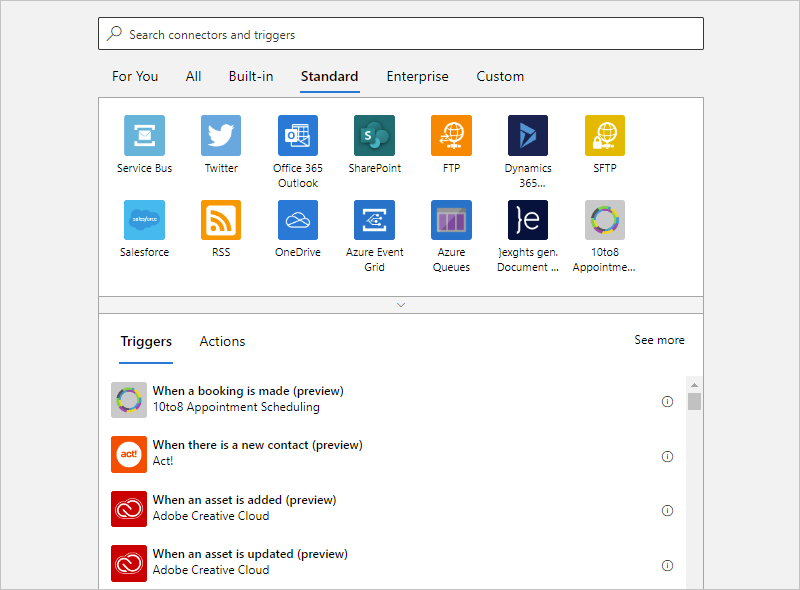 Search connectors and triggers
For You All Built-in Standard Enterprise Custom
Service Bus Twitter Office 365 Outlook SharePoint FTP Dynamics 365... SFTP
salesforce
Salesforce RSS OneDrive Azure Event Grid Azure Queues }exghts gen. Document ... 10to8 Appointme...
S
}e
Triggers Actions See more
When a booking is made (preview)
10to8 Appointment Scheduling
act!
When there is a new contact (preview)
Act!
When an asset is added (preview)
Adobe Creative Cloud
When an asset is updated (preview)
Adobe Creative Cloud